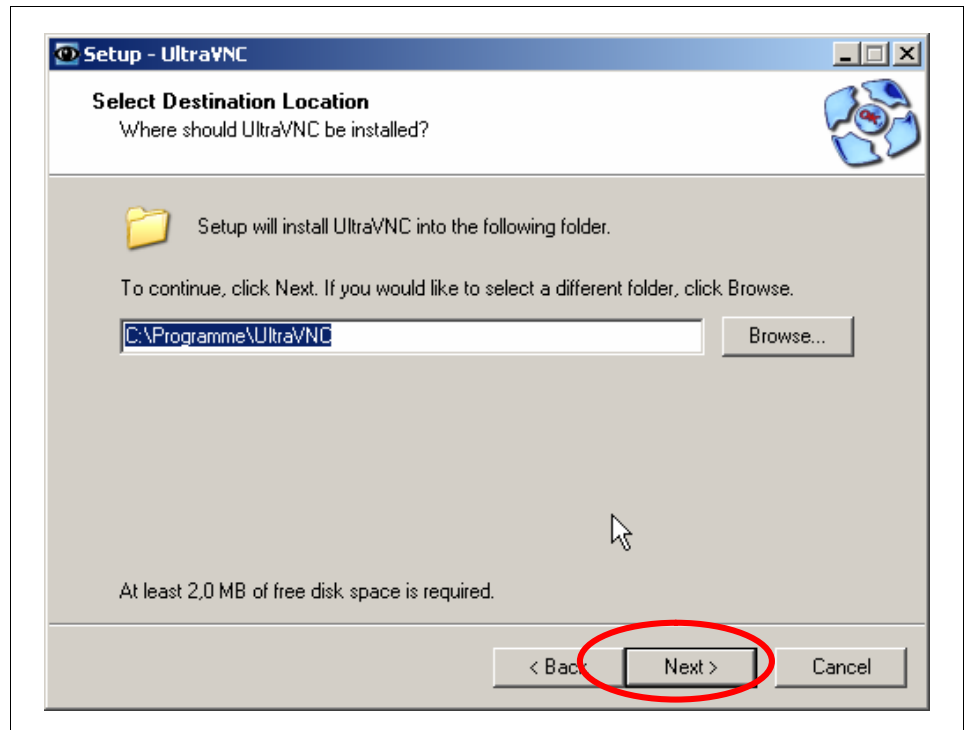 Setup - UltraVNC
Select Destination Location
Where should UltraVNC be installed?
Setup will install UltraVNC into the following folder.
To continue, click Next. If you would like to select a different folder, click Browse.
C:\Programme\UltraVNC
Browse...
At least 2,0 MB of free disk space is required.
< Back
Next >
Cancel